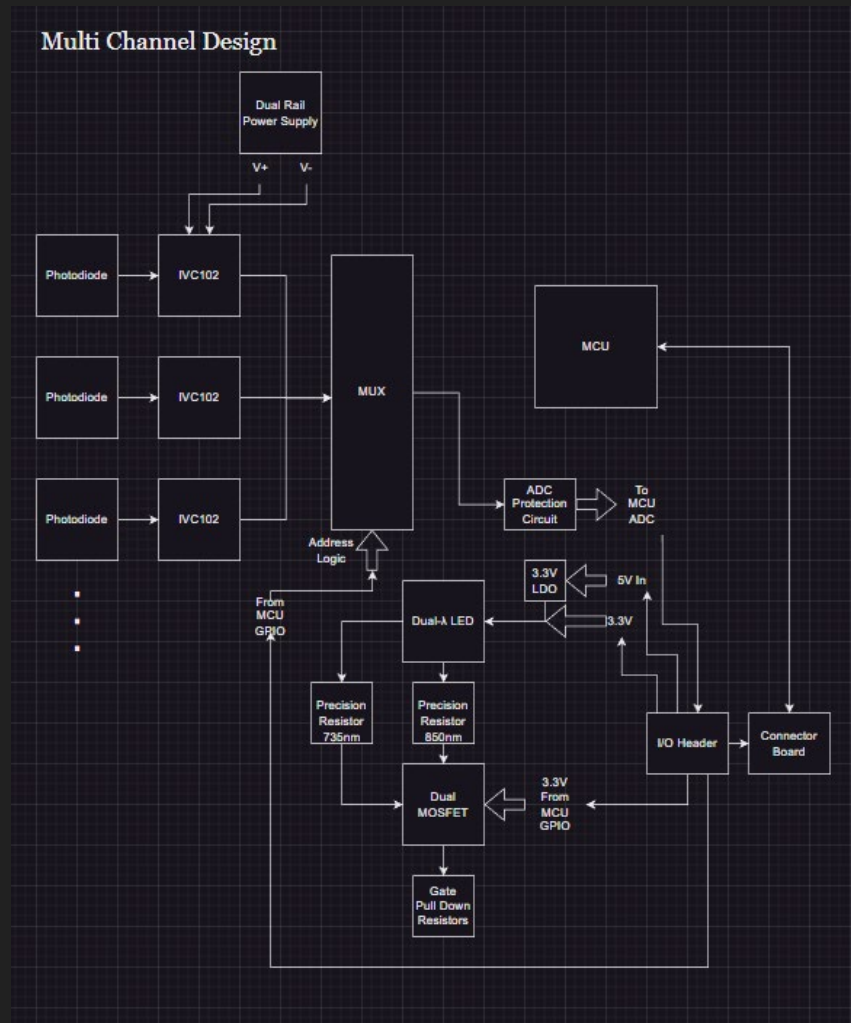 Multi Channel Design
Dual Rail
Power Supply
V+ V-
Photodiode
IVC102
MUX
MCU
Photodiode
IVC102
Photodiode
IVC102
ADC
Protection
Circuit
To
MCU
ADC
Address
Logic
From
MCU
GPIO
3.3V
LDO
5V In
3.3V
Dual-λ LED
Precision
Resistor
735nm
Precision
Resistor
850nm
I/O Header
Connector
Board
Dual
MOSFET
3.3V
From
MCU
GPIO
Gate
Pull Down
Resistors